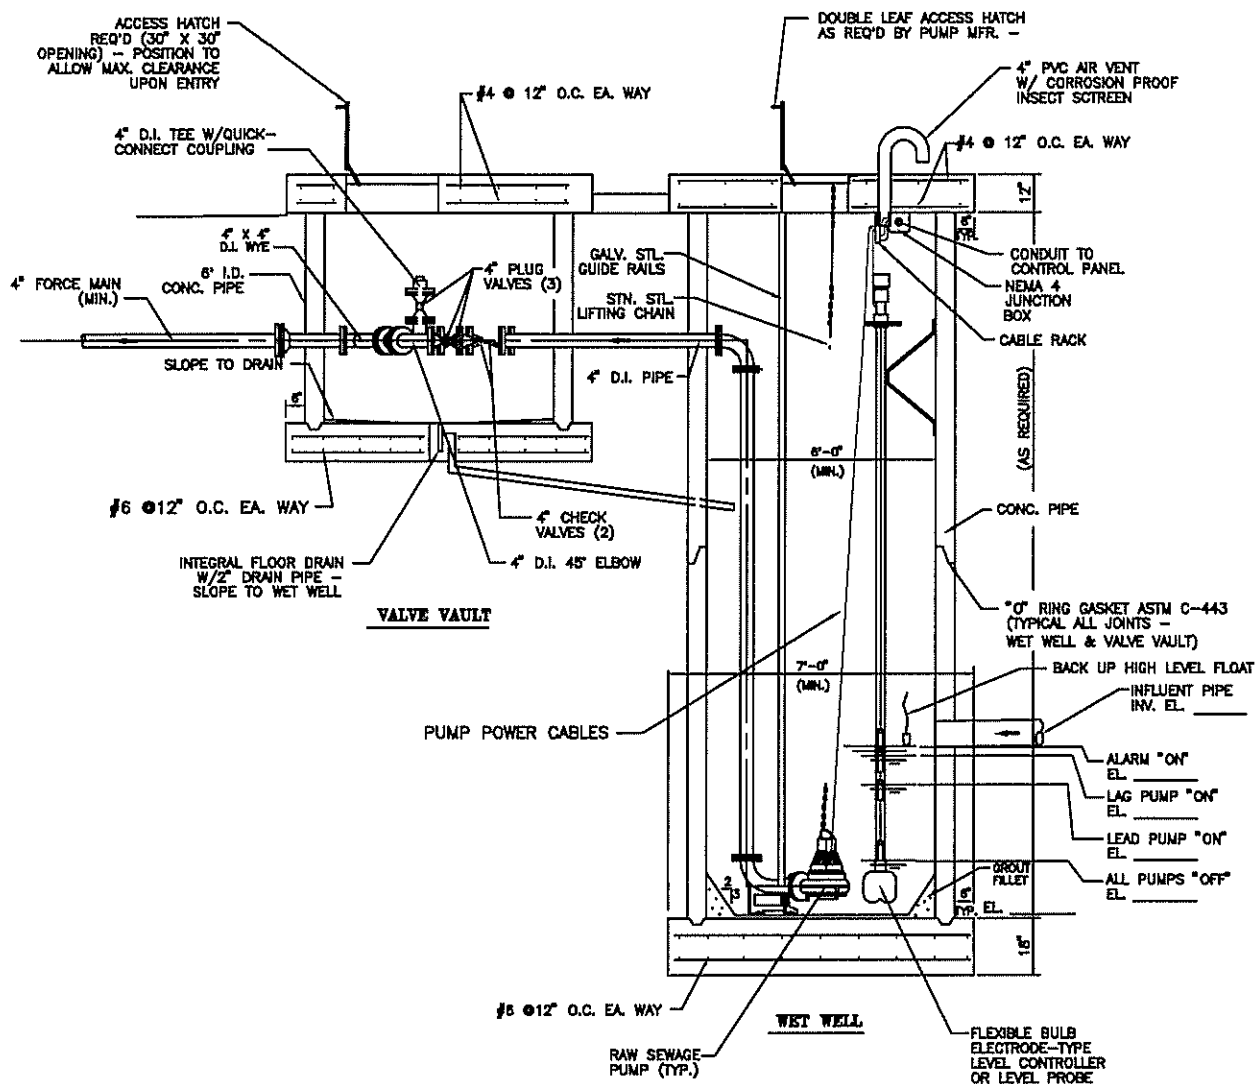 ACCESS HATCH
REQ'D (30" X 30"
OPENING) – POSITION TO
ALLOW MAX. CLEARANCE
UPON ENTRY
#4 @ 12" O.C. EA. WAY
4" D.I. TEE W/QUICK–
CONNECT COUPLING
DOUBLE LEAF ACCESS HATCH
AS REQ'D BY PUMP MFR. –
4" PVC AIR VENT
W/ CORROSION PROOF
INSECT SCTREEN
#4 @ 12" O.C. EA. WAY
12"
6"
TYP.
4" X 4"
D.I. WYE
6' I.D.
CONC. PIPE
4" FORCE MAIN
(MIN.)
4" PLUG
VALVES (3)
GALV. STL.
GUIDE RAILS
STN. STL.
LIFTING CHAIN
CONDUIT TO
CONTROL PANEL
NEMA 4
JUNCTION
BOX
CABLE RACK
SLOPE TO DRAIN
4" D.I. PIPE
6"
(AS REQUIRED)
6'-0"
(MIN.)
#6 @12" O.C. EA. WAY
4" CHECK
VALVES (2)
CONC. PIPE
INTEGRAL FLOOR DRAIN
W/2" DRAIN PIPE –
SLOPE TO WET WELL
4" D.I. 45° ELBOW
VALVE VAULT
"O" RING GASKET ASTM C-443
(TYPICAL ALL JOINTS –
WET WELL & VALVE VAULT)
7'-0"
(MIN.)
BACK UP HIGH LEVEL FLOAT
INFLUENT PIPE
INV. EL.
PUMP POWER CABLES
ALARM "ON"
EL.
LAG PUMP "ON"
EL.
LEAD PUMP "ON"
EL.
ALL PUMPS "OFF"
EL.
GROUT
FILLET
2
3
6"
TYP.
EL.
18"
#6 @12" O.C. EA. WAY
WET WELL
RAW SEWAGE
PUMP (TYP.)
FLEXIBLE BULB
ELECTRODE–TYPE
LEVEL CONTROLLER
OR LEVEL PROBE